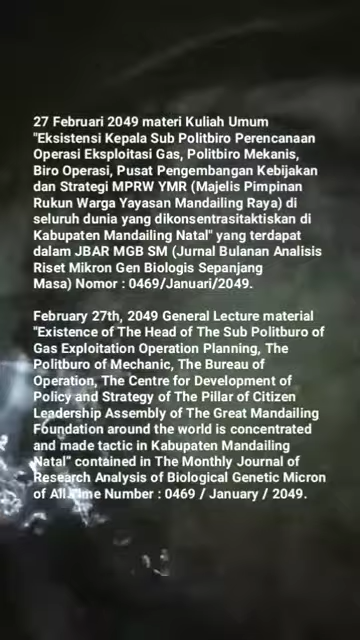 27 Februari 2049 materi Kuliah Umum
"Eksistensi Kepala Sub Politbiro Perencanaan
Operasi Eksploitasi Gas, Politbiro Mekanis,
Biro Operasi, Pusat Pengembangan Kebijakan
dan Strategi MPRW YMR (Majelis Pimpinan
Rukun Warga Yayasan Mandailing Raya) di
seluruh dunia yang dikonsentrasitaktiskan di
Kabupaten Mandailing Natal" yang terdapat
dalam JBAR MGB SM (Jurnal Bulanan Analisis
Riset Mikron Gen Biologis Sepanjang
Masa) Nomor : 0469/Januari/2049.
February 27th, 2049 General Lecture material
"Existence of The Head of The Sub Politburo of
Gas Exploitation Operation Planning, The
Politburo of Mechanic, The Bureau of
Operation, The Centre for Development of
Policy and Strategy of The Pillar of Citizen
Leadership Assembly of The Great Mandailing
Foundation around the world is concentrated
and made tactic in Kabupaten Mandailing
Natal" contained in The Monthly Journal of
Research Analysis of Biological Genetic Micron
of All Time Number : 0469 / January / 2049.